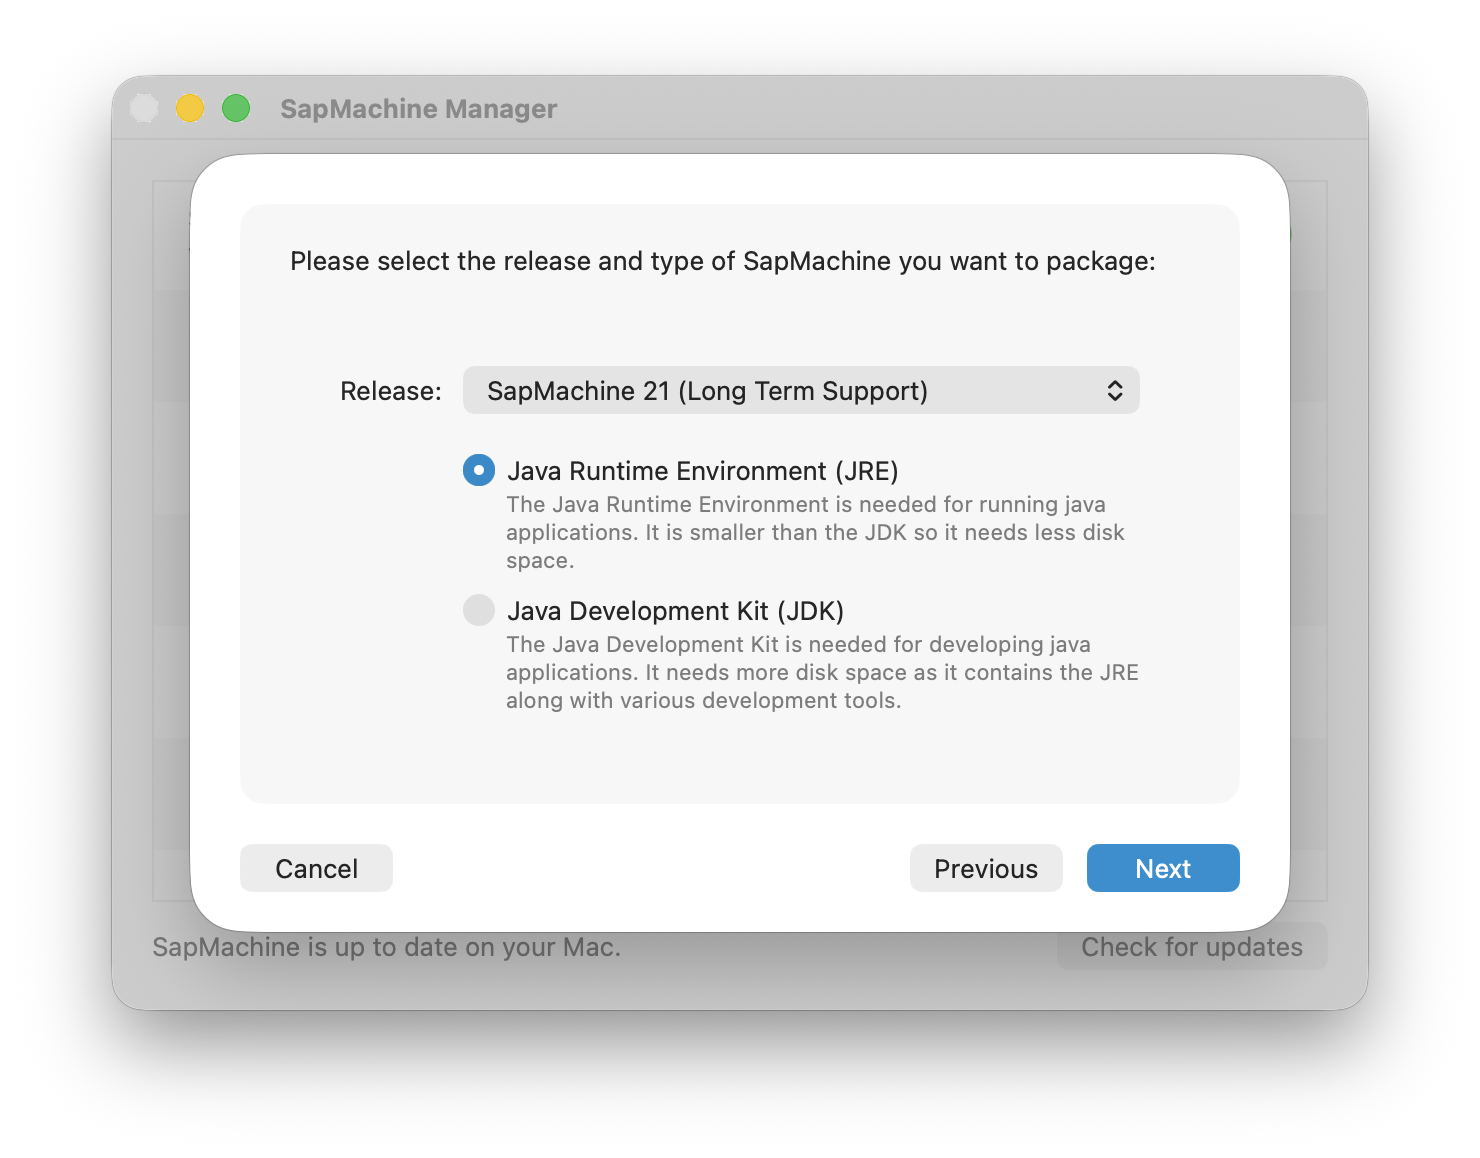 SapMachine Manager
Please select the release and type of SapMachine you want to package:
Release: SapMachine 21 (Long Term Support)
Java Runtime Environment (JRE)
The Java Runtime Environment is needed for running java
applications. It is smaller than the JDK so it needs less disk
space.
Java Development Kit (JDK)
The Java Development Kit is needed for developing java
applications. It needs more disk space as it contains the JRE
along with various development tools.
Cancel Previous Next
SapMachine is up to date on your Mac. Check for updates